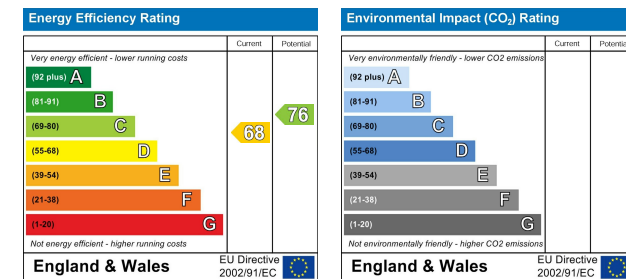 Energy Efficiency Rating
Current Potential
Very energy efficient - lower running costs
(92 plus) A
(81-91) B
(69-80) C
(55-68) D
(39-54) E
(21-38) F
(1-20) G
68
76
Not energy efficient - higher running costs
England & Wales
EU Directive
2002/91/EC
Environmental Impact (CO₂) Rating
Current Potential
Very environmentally friendly - lower CO2 emissions
(92 plus) A
(81-91) B
(69-80) C
(55-68) D
(39-54) E
(21-38) F
(1-20) G
Not environmentally friendly - higher CO2 emissions
England & Wales
EU Directive
2002/91/EC